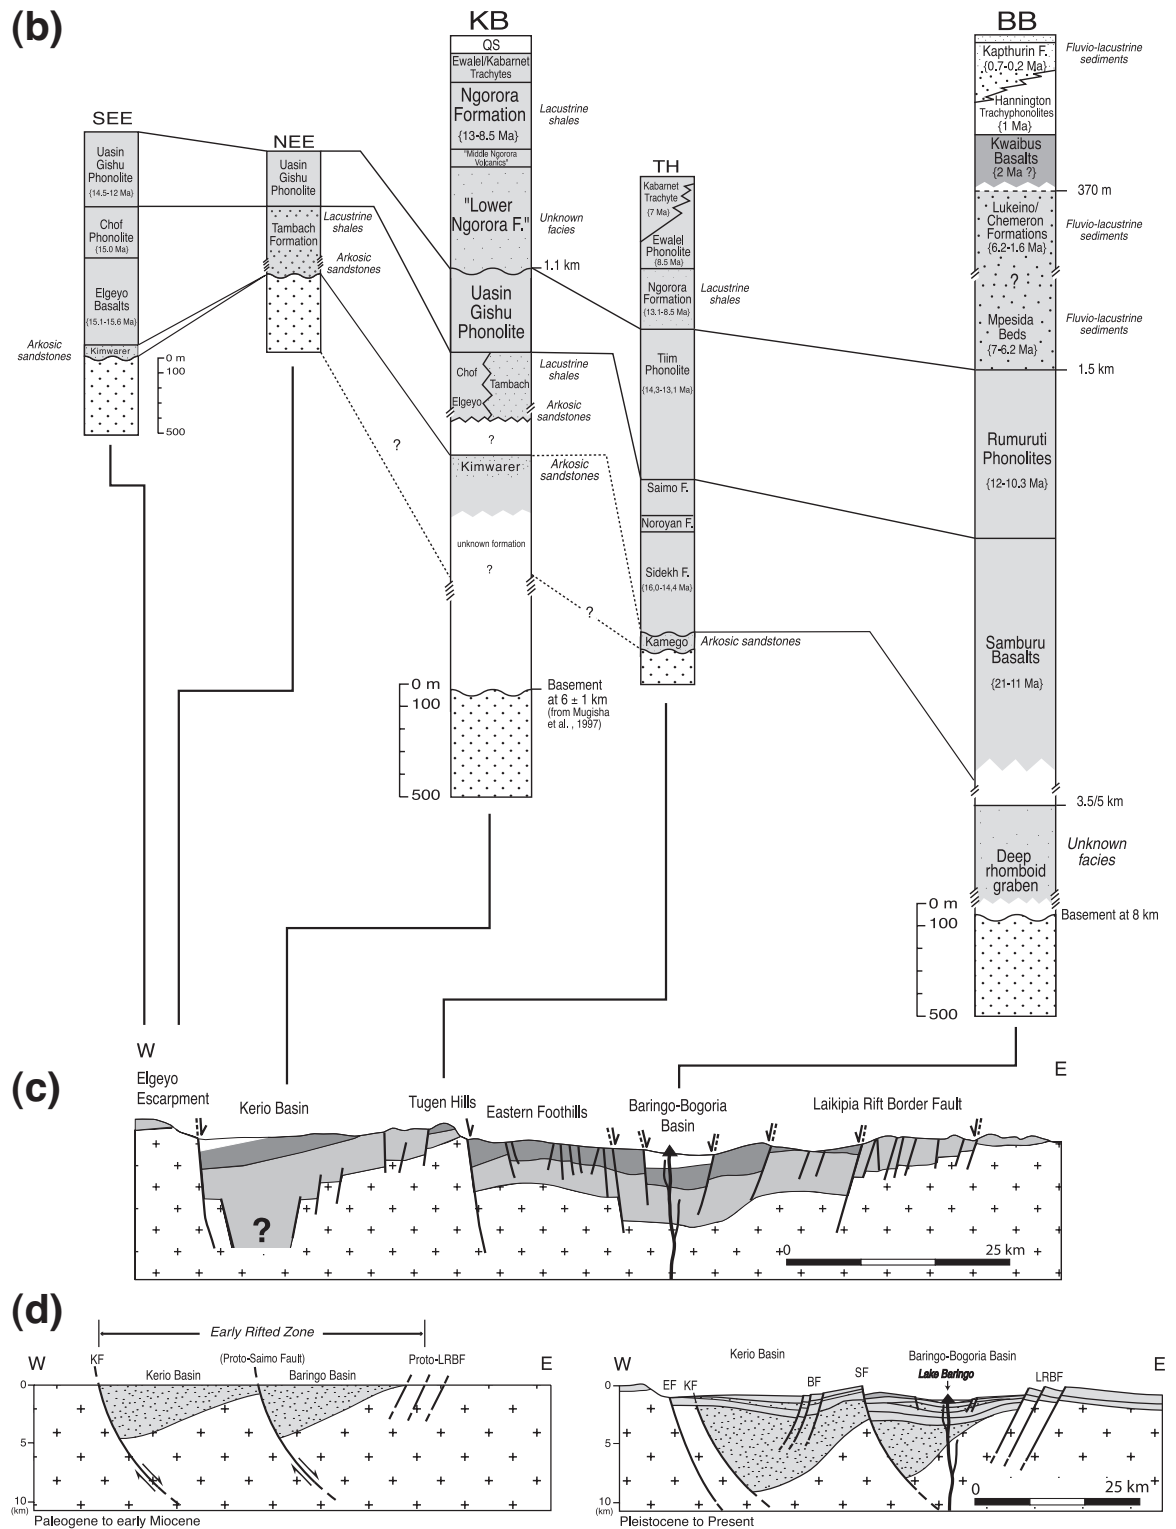 (b)
SEE
Uasin
Gishu
Phonolite
{14.5-12 Ma}
Chof
Phonolite
{15.0 Ma}
Elgeyo
Basalts
{15.1-15.6 Ma}
Arkosic
sandstones
Kimwarer
0 m
100
500
NEE
Uasin
Gishu
Phonolite
Tambach
Formation
Lacustrine
shales
Arkosic
sandstones
?
KB
QS
Ewalel/Kabarnet
Trachytes
Ngorora
Formation
{13-8.5 Ma}
Lacustrine
shales
"Middle Ngorora
Volcanics"
"Lower
Ngorora F."
Unknown
facies
1.1 km
Uasin
Gishu
Phonolite
Chof
Elgeyo
Tambach
Lacustrine
shales
Arkosic
sandstones
?
Kimwarer
Arkosic
sandstones
unknown formation
?
?
0 m
100
500
Basement
at 6 ± 1 km
(from Mugisha
et al., 1997)
TH
Kabarnet
Trachyte
{7 Ma}
Ewalel
Phonolite
{8.5 Ma}
Ngorora
Formation
{13.1-8.5 Ma}
Lacustrine
shales
Tiim
Phonolite
{14,3-13,1 Ma}
Saimo F.
Noroyan F.
Sidekh F.
{16,0-14,4 Ma}
Kamego
Arkosic sandstones
BB
Kapthurin F.
{0.7-0.2 Ma}
Fluvio-lacustrine
sediments
Hannington
Trachyphonolites
{1 Ma}
Kwaibus
Basalts
{2 Ma ?}
370 m
Lukeino/
Chemeron
Formations
{6.2-1.6 Ma}
Fluvio-lacustrine
sediments
?
Mpesida
Beds
{7-6.2 Ma}
Fluvio-lacustrine
sediments
1.5 km
Rumuruti
Phonolites
{12-10.3 Ma}
Samburu
Basalts
{21-11 Ma}
3.5/5 km
Unknown
facies
Deep
rhomboid
graben
0 m
100
500
Basement at 8 km
(c)
W
E
Elgeyo
Escarpment
Kerio Basin
Tugen Hills
Eastern Foothills
Baringo-Bogoria
Basin
Laikipia Rift Border Fault
?
0
25 km
(d)
Early Rifted Zone
W
KF
(Proto-Saimo Fault)
Proto-LRBF
E
Kerio Basin
Baringo Basin
0
5
10
(km)
Paleogene to early Miocene
W
Kerio Basin
Baringo-Bogoria Basin
E
EF
KF
BF
SF
Lake Baringo
LRBF
0
5
10
(km)
0
25 km
Pleistocene to Present